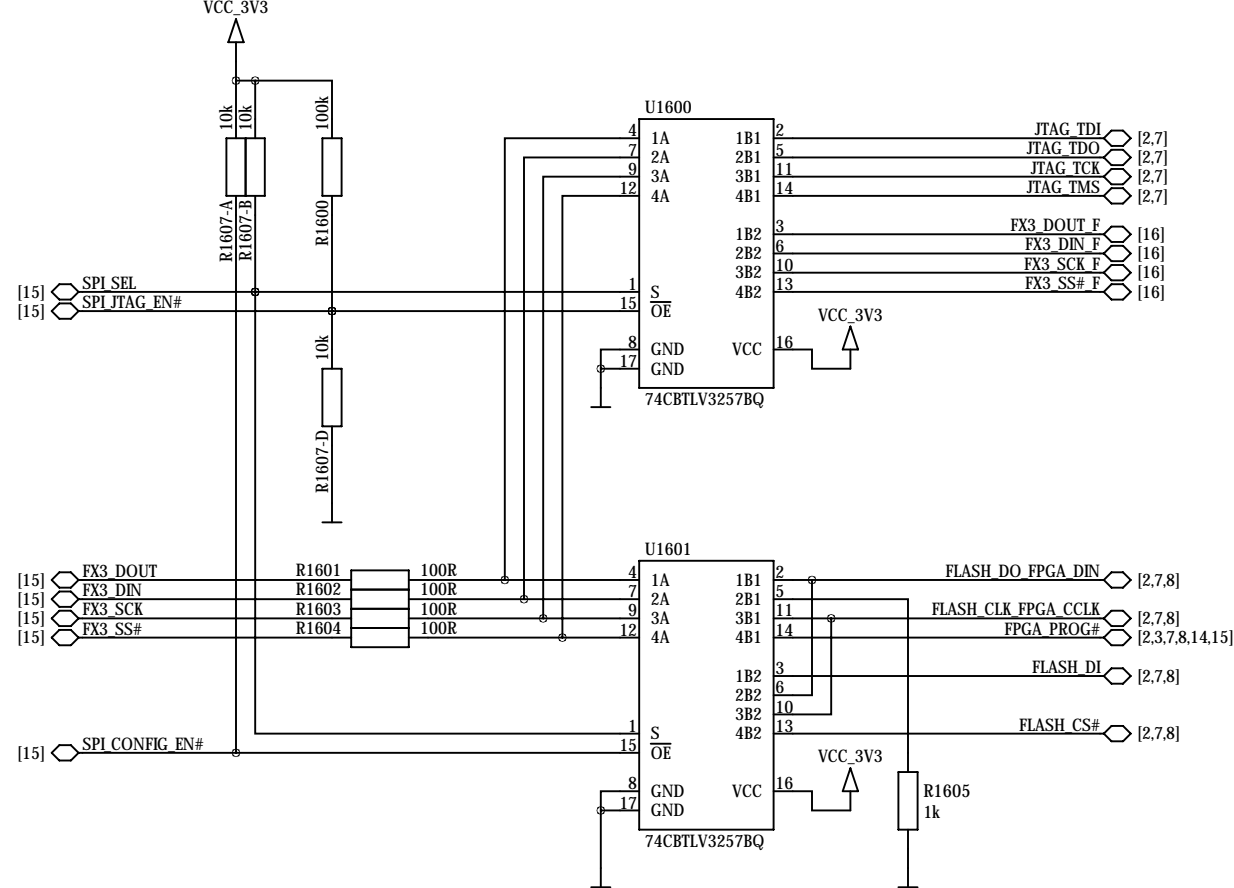 VCC_3V3
10k
10k
100k
R1607-A
R1607-B
R1600
[15] SPI_SEL
[15] SPI_JTAG_EN#
10k
R1607-D
U1600
4 1A 1B1 2 JTAG_TDI [2,7]
7 2A 2B1 5 JTAG_TDO [2,7]
9 3A 3B1 11 JTAG_TCK [2,7]
12 4A 4B1 14 JTAG_TMS [2,7]
1B2 3 FX3_DOUT_F [16]
2B2 6 FX3_DIN_F [16]
3B2 10 FX3_SCK_F [16]
1 S 4B2 13 FX3_SS#_F [16]
15 OE
VCC_3V3
8 GND VCC 16
17 GND
74CBTLV3257BQ
U1601
[15] FX3_DOUT R1601 100R 4 1A 1B1 2 FLASH_DO_FPGA_DIN [2,7,8]
[15] FX3_DIN R1602 100R 7 2A 2B1 5
[15] FX3_SCK R1603 100R 9 3A 3B1 11 FLASH_CLK_FPGA_CCLK [2,7,8]
[15] FX3_SS# R1604 100R 12 4A 4B1 14 FPGA_PROG# [2,3,7,8,14,15]
1B2 3 FLASH_DI [2,7,8]
2B2 6
3B2 10
1 S 4B2 13 FLASH_CS# [2,7,8]
[15] SPI_CONFIG_EN# 15 OE
VCC_3V3
8 GND VCC 16
17 GND
R1605
1k
74CBTLV3257BQ